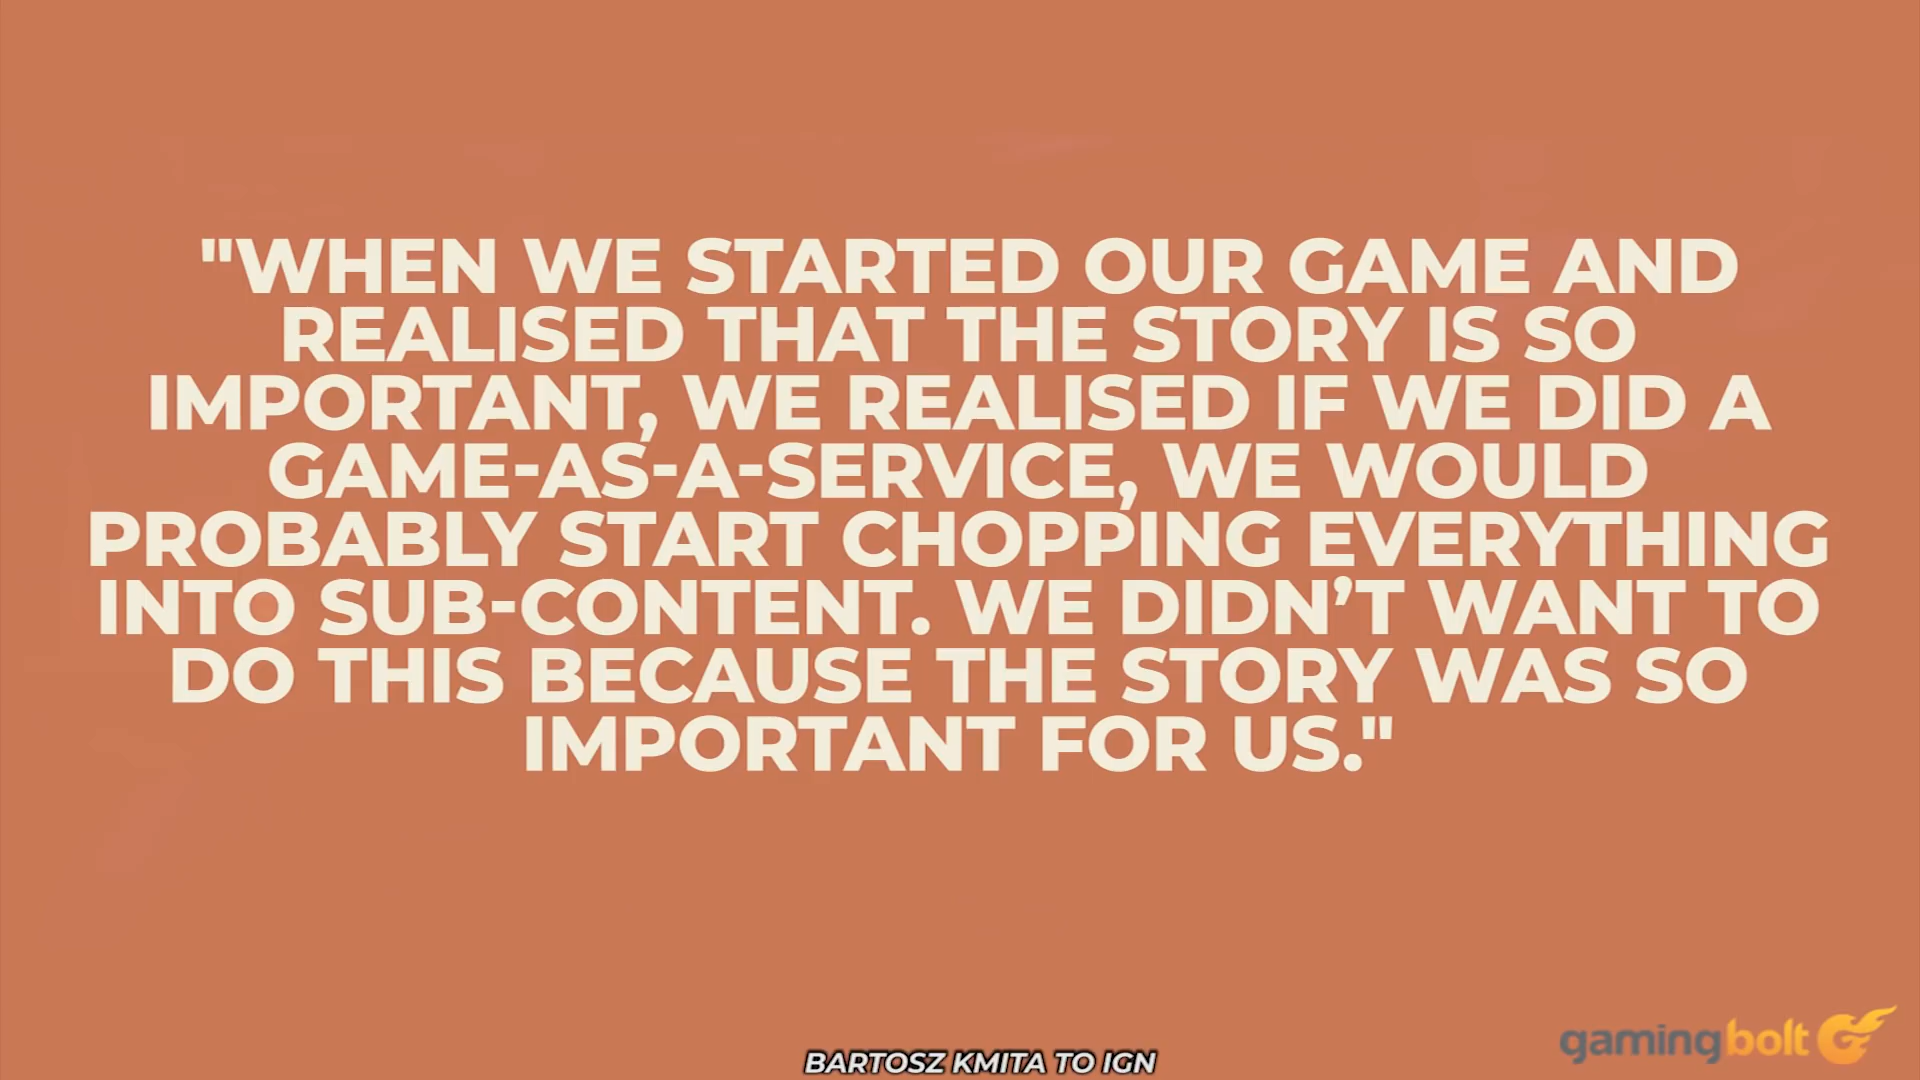 "WHEN WE STARTED OUR GAME AND
REALISED THAT THE STORY IS SO
IMPORTANT, WE REALISED IF WE DID A
GAME-AS-A-SERVICE, WE WOULD
PROBABLY START CHOPPING EVERYTHING
INTO SUB-CONTENT. WE DIDN’T WANT TO
DO THIS BECAUSE THE STORY WAS SO
IMPORTANT FOR US."
gamingbolt
BARTOSZ KMITA TO IGN